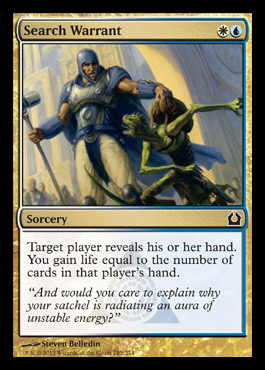 Search Warrant
Sorcery
Target player reveals his or her hand.
You gain life equal to the number of
cards in that player's hand.
"And would you care to explain why
your satchel is radiating an aura of
unstable energy?"
Steven Belledin